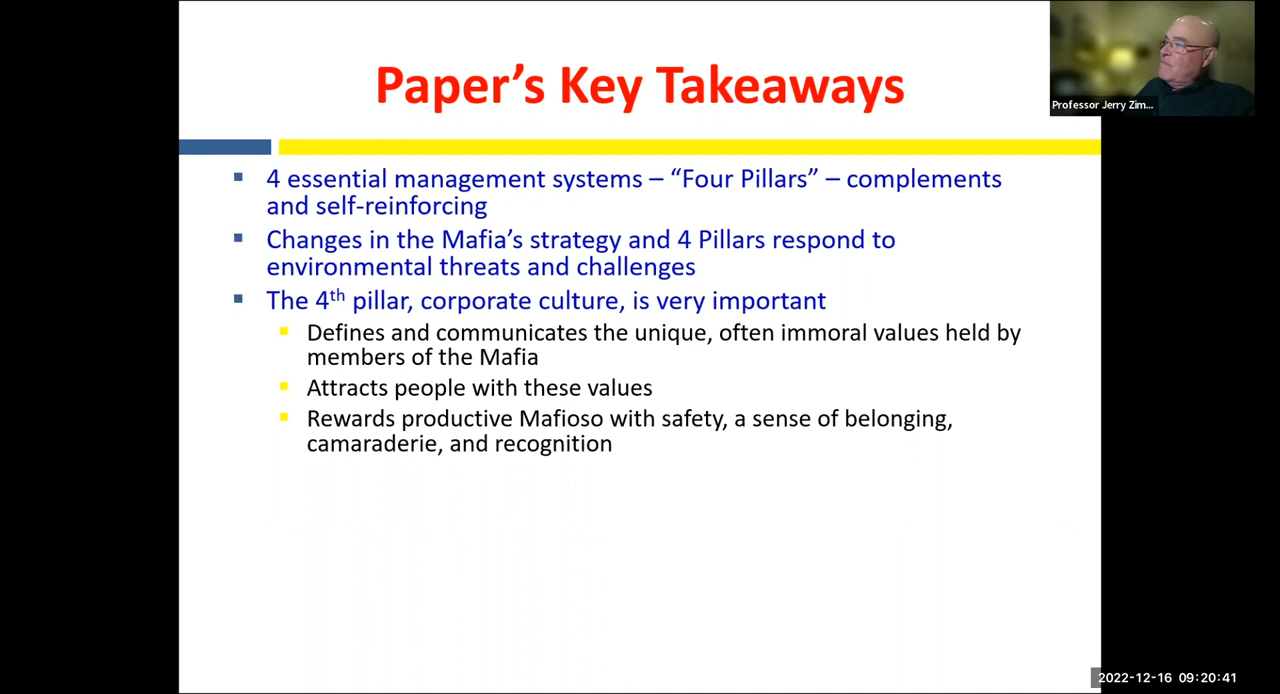 Paper’s Key Takeaways
Professor Jerry Zim...
4 essential management systems – “Four Pillars” – complements
and self-reinforcing
Changes in the Mafia’s strategy and 4 Pillars respond to
environmental threats and challenges
The 4th pillar, corporate culture, is very important
Defines and communicates the unique, often immoral values held by
members of the Mafia
Attracts people with these values
Rewards productive Mafioso with safety, a sense of belonging,
camaraderie, and recognition
2022-12-16 09:20:41